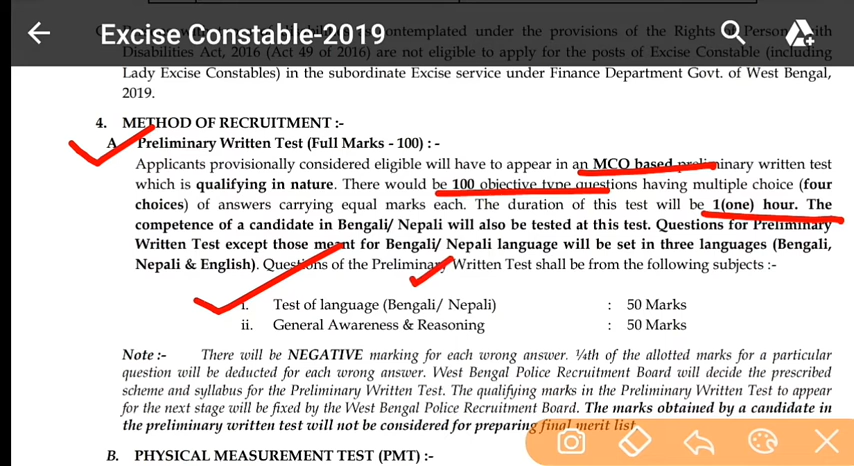 Excise Constable-2019
contemplated under the provisions of the Rights Person
Disabilities Act, 2016 (Act 49 of 2016) are not eligible to apply for the posts of Excise Constable (including
Lady Excise Constables) in the subordinate Excise service under Finance Department Govt. of West Bengal,
2019.
4. METHOD OF RECRUITMENT :-
A. Preliminary Written Test (Full Marks - 100) : -
Applicants provisionally considered eligible will have to appear in an MCQ based preliminary written test
which is qualifying in nature. There would be 100 objective type questions having multiple choice (four
choices) of answers carrying equal marks each. The duration of this test will be 1(one) hour. The
competence of a candidate in Bengali/ Nepali will also be tested at this test. Questions for Preliminary
Written Test except those meant for Bengali/ Nepali language will be set in three languages (Bengali,
Nepali & English). Questions of the Preliminary Written Test shall be from the following subjects :-
i. Test of language (Bengali/ Nepali) : 50 Marks
ii. General Awareness & Reasoning : 50 Marks
Note :- There will be NEGATIVE marking for each wrong answer. ¼th of the allotted marks for a particular
question will be deducted for each wrong answer. West Bengal Police Recruitment Board will decide the prescribed
scheme and syllabus for the Preliminary Written Test. The qualifying marks in the Preliminary Written Test to appear
for the next stage will be fixed by the West Bengal Police Recruitment Board. The marks obtained by a candidate in
the preliminary written test will not be considered for preparing final merit list
B. PHYSICAL MEASUREMENT TEST (PMT) :-